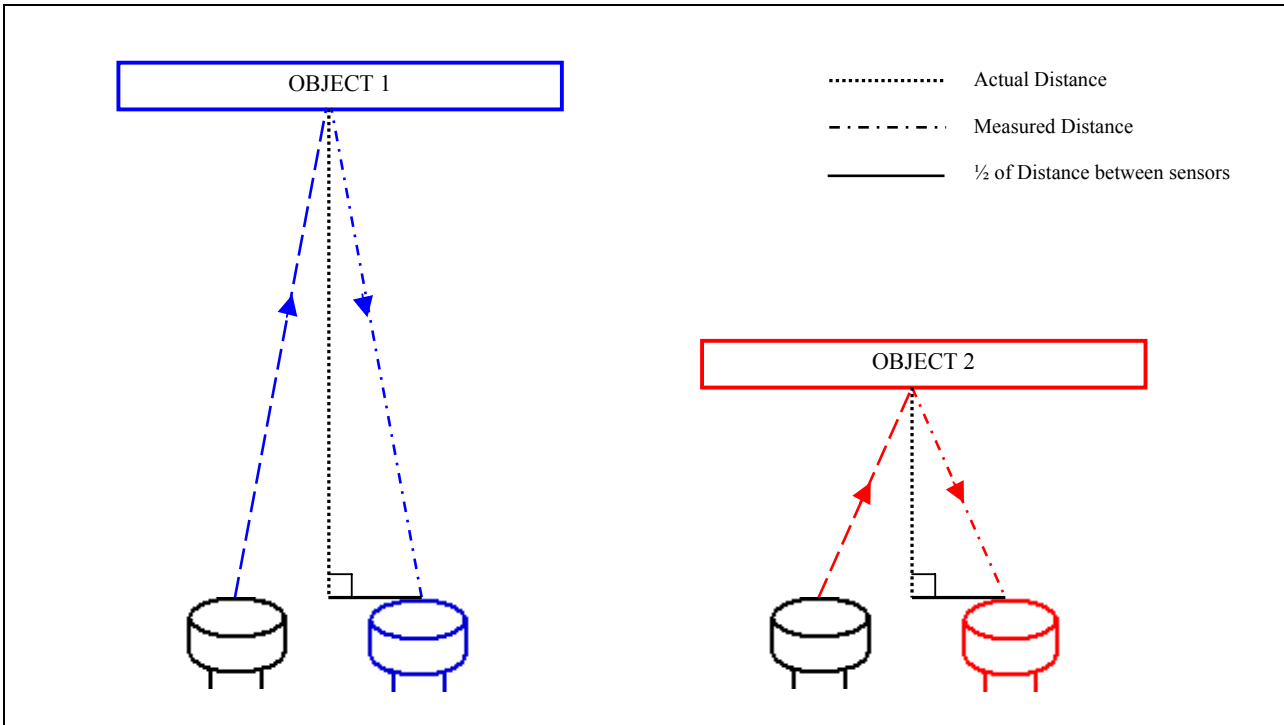 OBJECT 1
Actual Distance
Measured Distance
½ of Distance between sensors
OBJECT 2